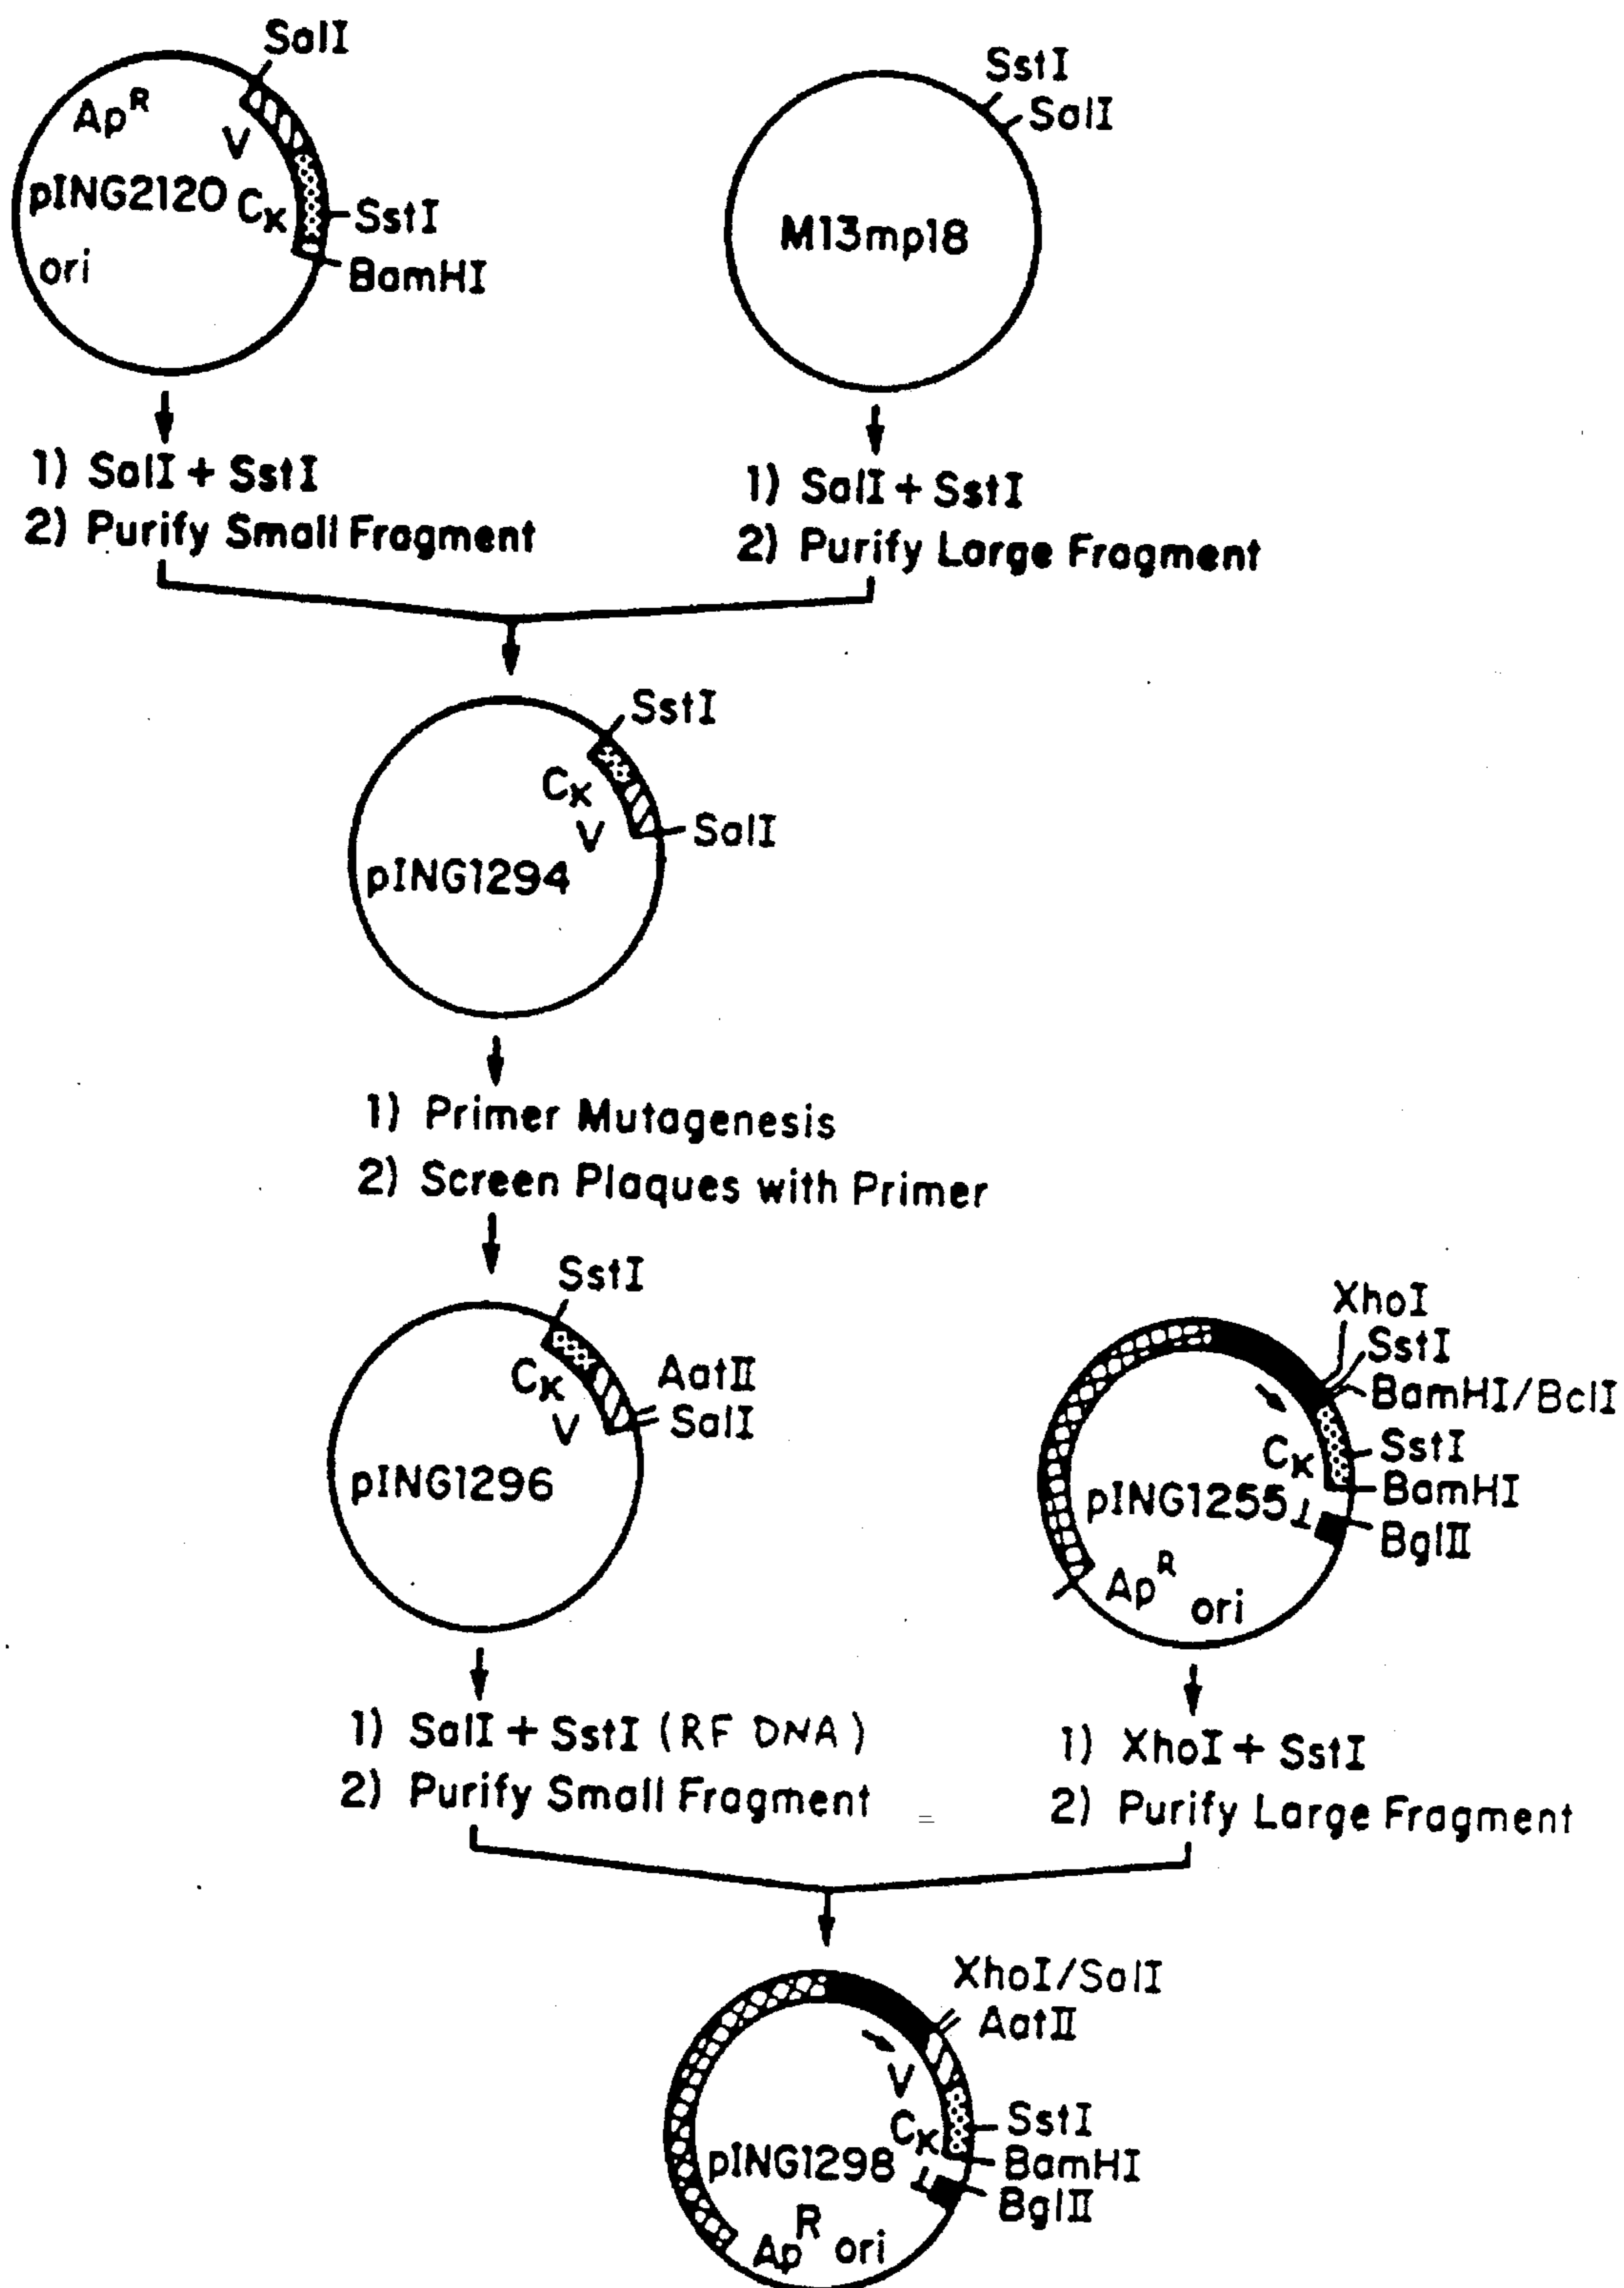 SalI
Ap^R
V
pING2120
Cκ
SstI
ori
BamHI
SstI
SalI
M13mp18
1) SalI + SstI
2) Purify Small Fragment
1) SalI + SstI
2) Purify Large Fragment
SstI
Cκ
V
SalI
pING1294
1) Primer Mutagenesis
2) Screen Plaques with Primer
SstI
Cκ
AatII
V
SalI
pING1296
XhoI
SstI
BamHI/BclI
Cκ
SstI
pING1255
BamHI
BglII
Ap^R
ori
1) SalI + SstI (RF DNA)
2) Purify Small Fragment
1) XhoI + SstI
2) Purify Large Fragment
XhoI/SalI
AatII
V
Cκ
SstI
pING1298
BamHI
BglII
Ap^R
ori